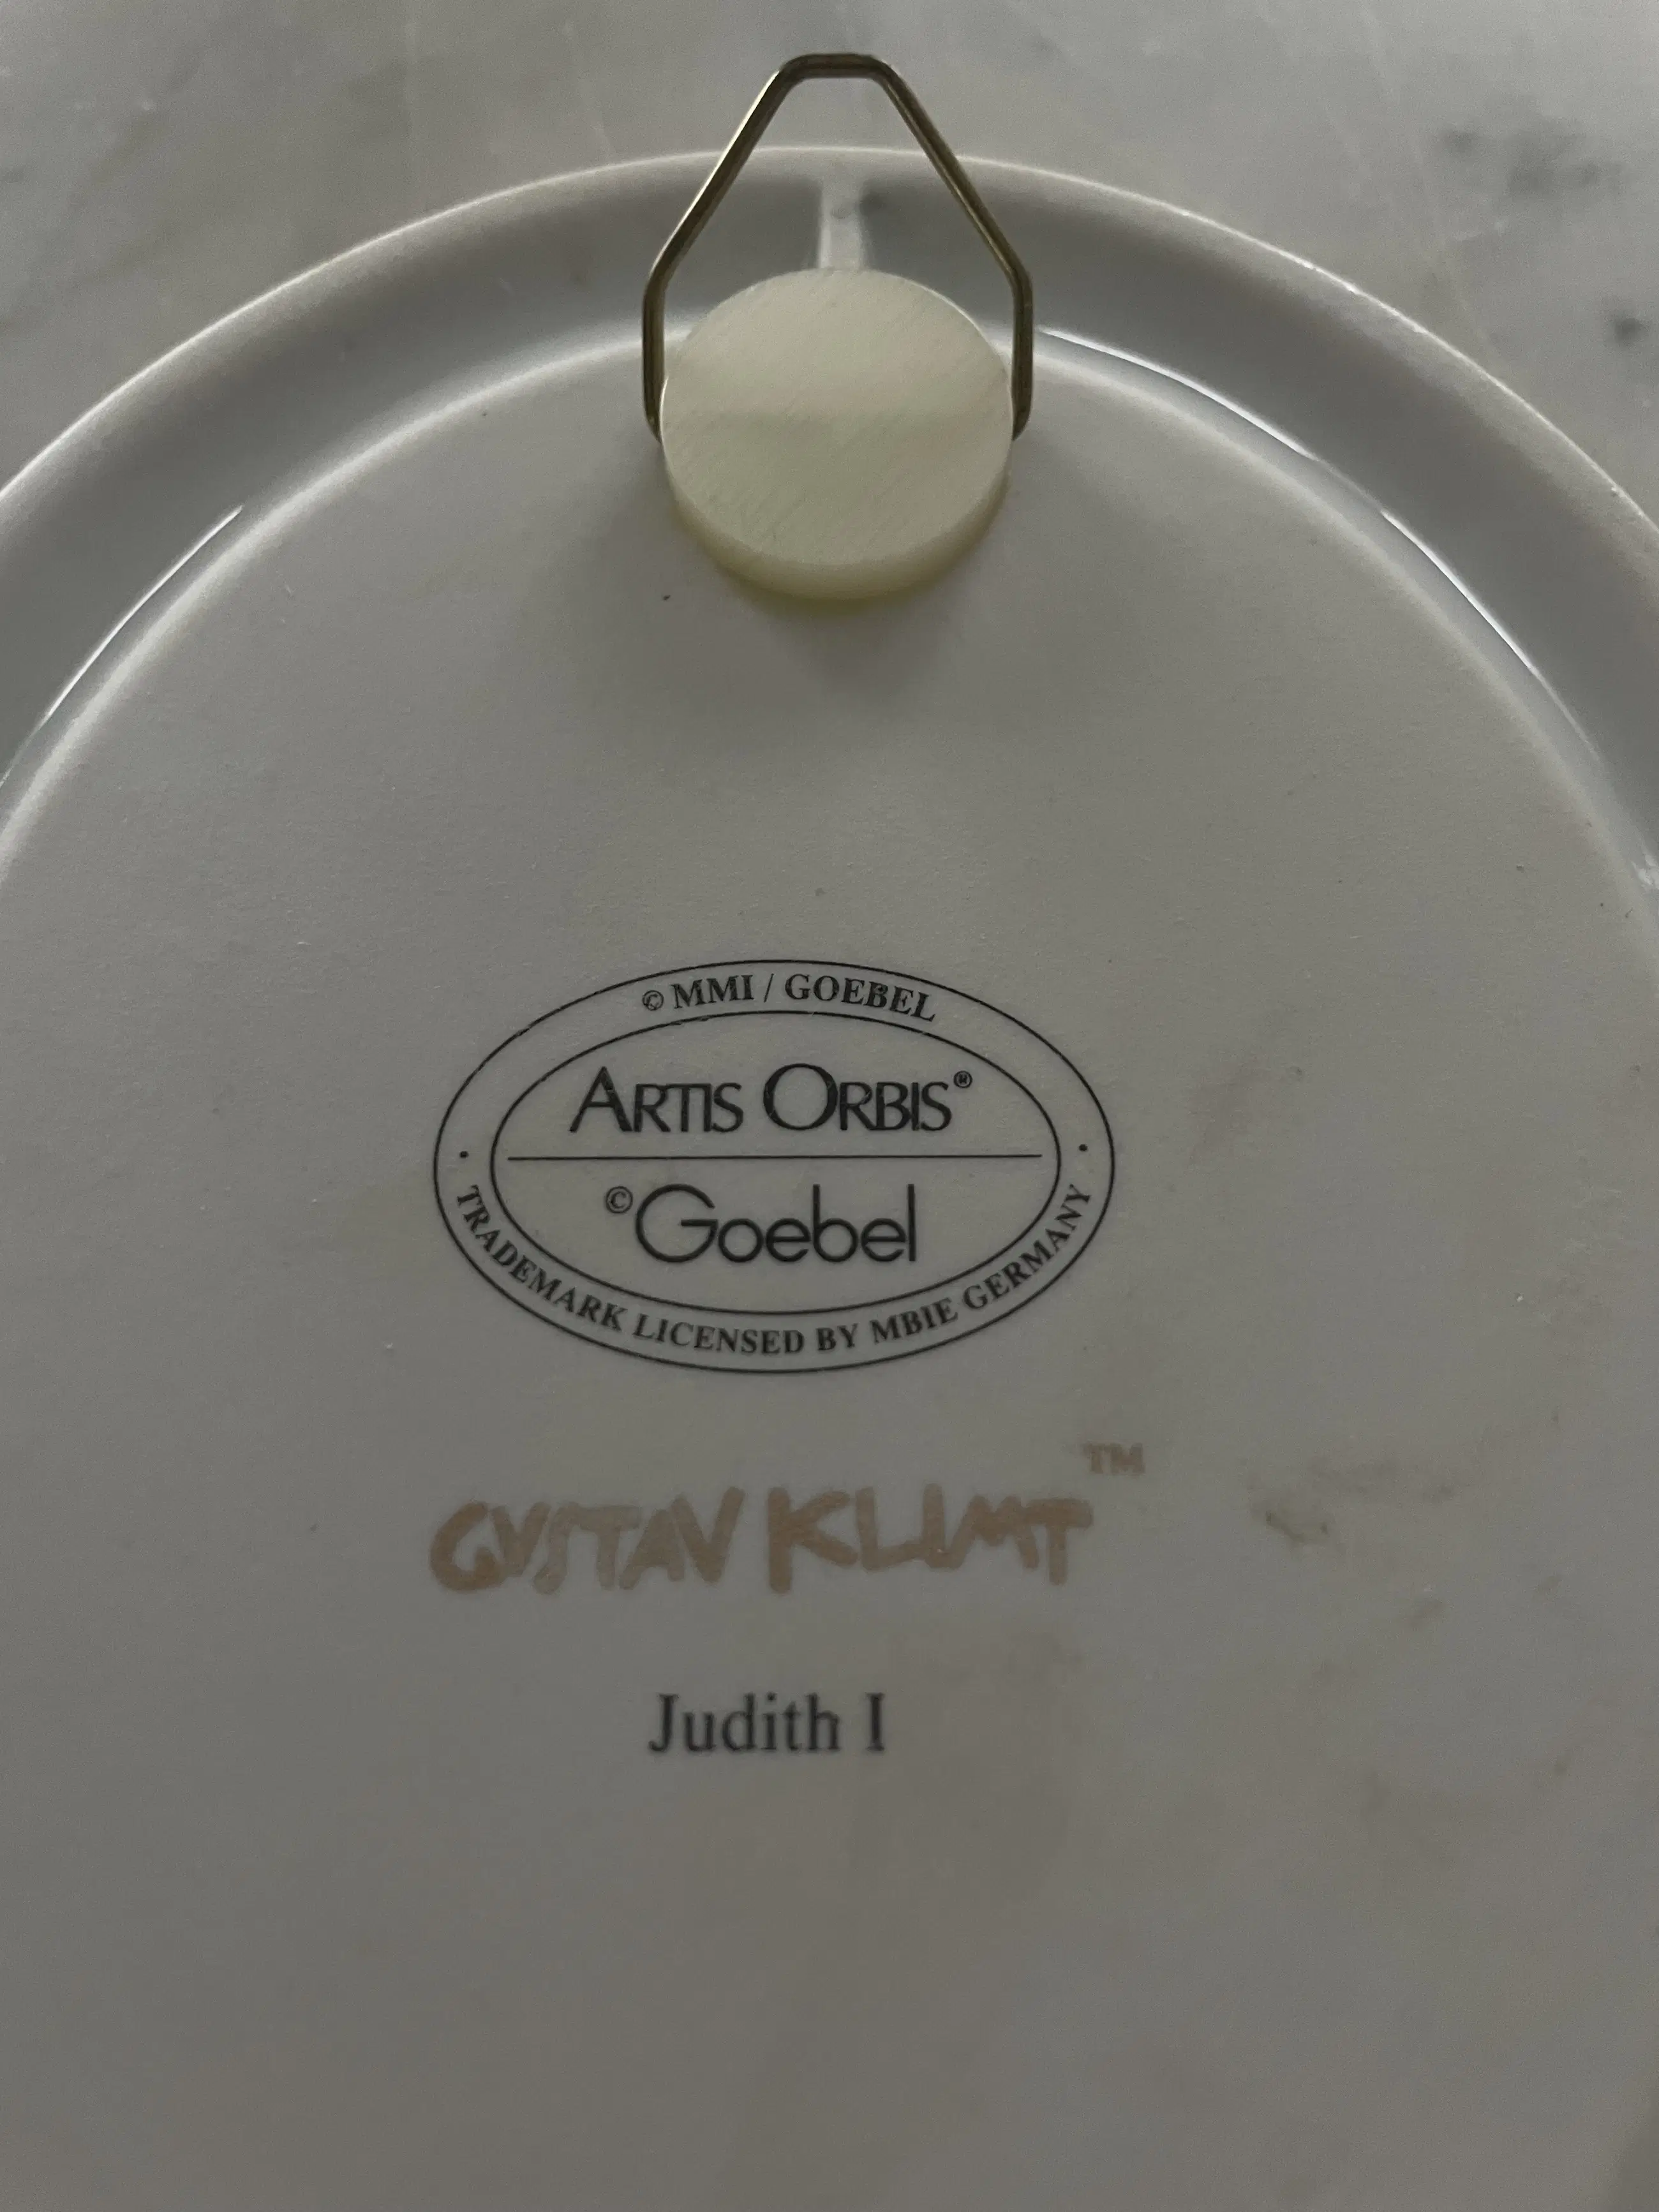 © MMI / GOEBEL
ARTIS ORBIS®
© Goebel
· TRADEMARK LICENSED BY MBIE GERMANY ·
GUSTAV KLIMT™
Judith I